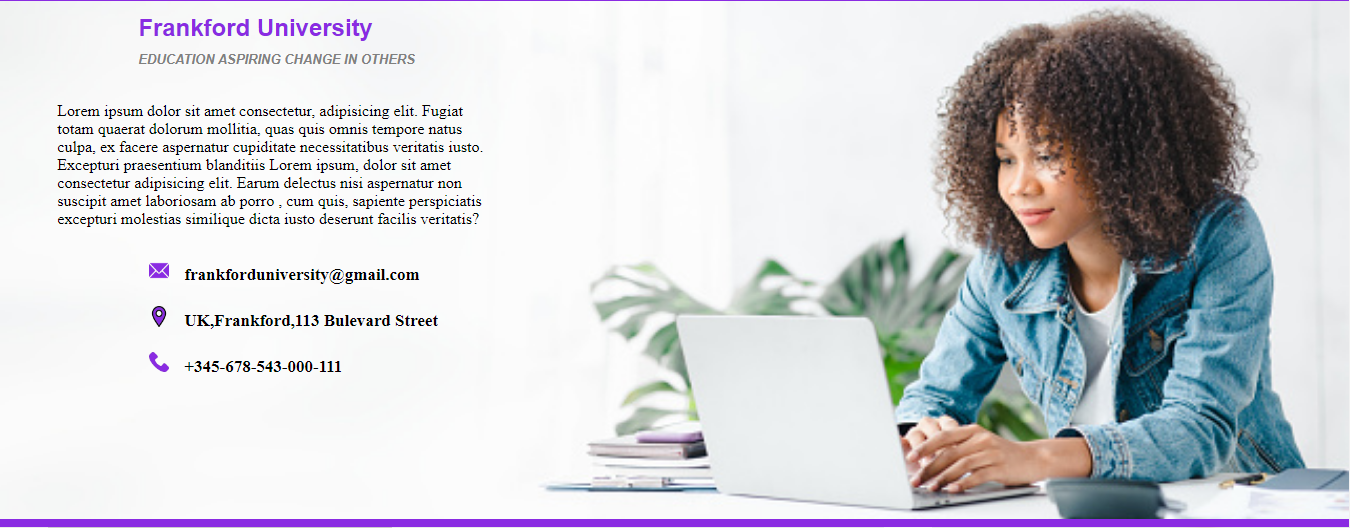 Frankford University
EDUCATION ASPIRING CHANGE IN OTHERS
Lorem ipsum dolor sit amet consectetur, adipisicing elit. Fugiat
totam quaerat dolorum mollitia, quas quis omnis tempore natus
culpa, ex facere aspernatur cupiditate necessitatibus veritatis iusto.
Excepturi praesentium blanditiis Lorem ipsum, dolor sit amet
consectetur adipisicing elit. Earum delectus nisi aspernatur non
suscipit amet laboriosam ab porro , cum quis, sapiente perspiciatis
excepturi molestias similique dicta iusto deserunt facilis veritatis?
frankforduniversity@gmail.com
UK,Frankford,113 Bulevard Street
+345-678-543-000-111